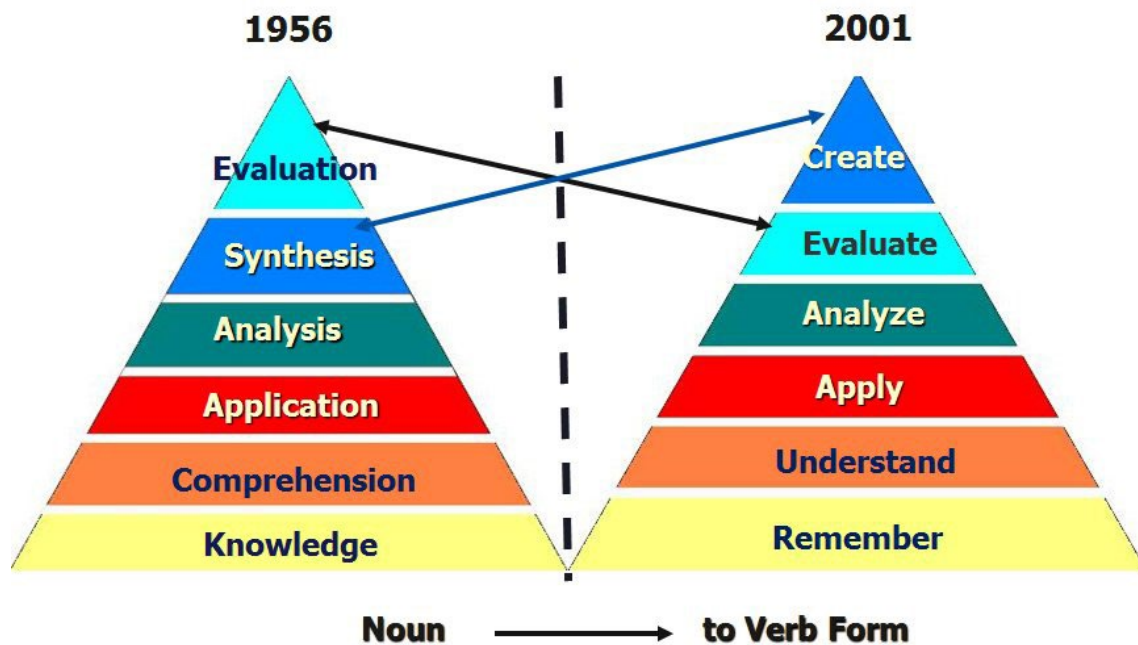 1956
Evaluation
Synthesis
Analysis
Application
Comprehension
Knowledge
2001
Create
Evaluate
Analyze
Apply
Understand
Remember
Noun to Verb Form